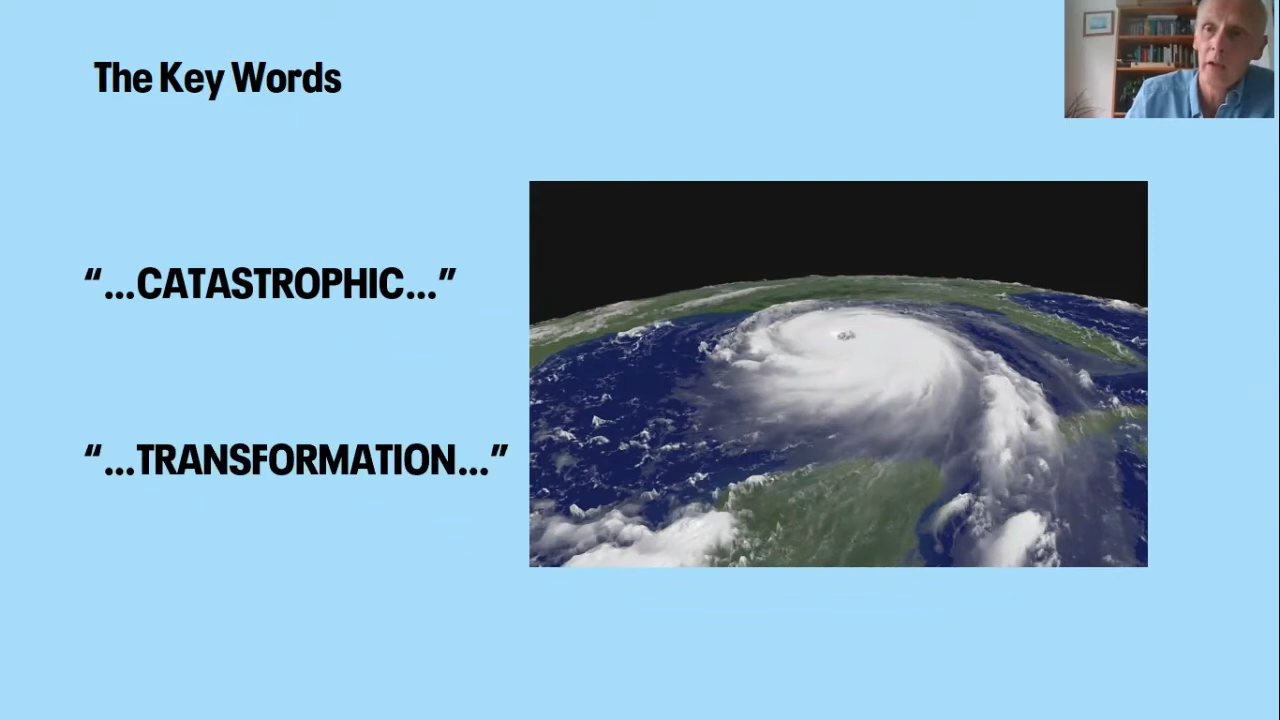 The Key Words
“...CATASTROPHIC...”
“...TRANSFORMATION...”